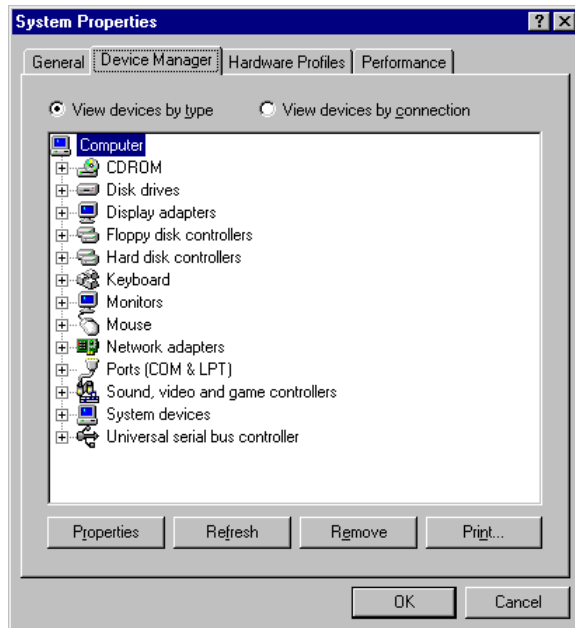 System Properties
General Device Manager Hardware Profiles Performance
View devices by type View devices by connection
Computer
CDROM
Disk drives
Display adapters
Floppy disk controllers
Hard disk controllers
Keyboard
Monitors
Mouse
Network adapters
Ports (COM & LPT)
Sound, video and game controllers
System devices
Universal serial bus controller
Properties Refresh Remove Print...
OK Cancel